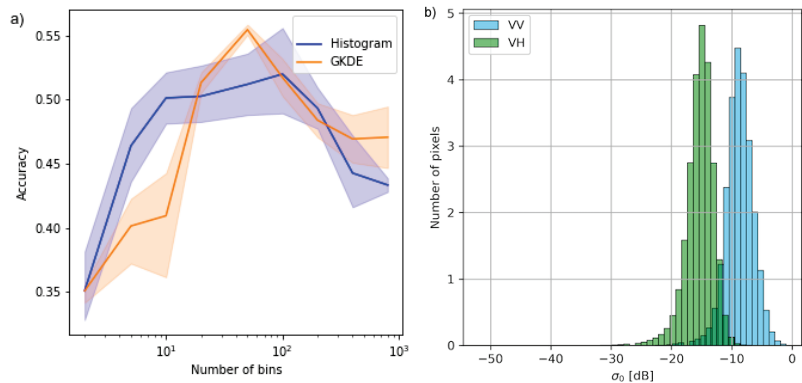 a)
Histogram
GKDE
0.55
0.50
0.45
0.40
0.35
Accuracy
10¹
10²
10³
Number of bins
b)
VV
VH
5
4
3
2
1
0
Number of pixels
−50
−40
−30
−20
−10
0
σ₀ [dB]